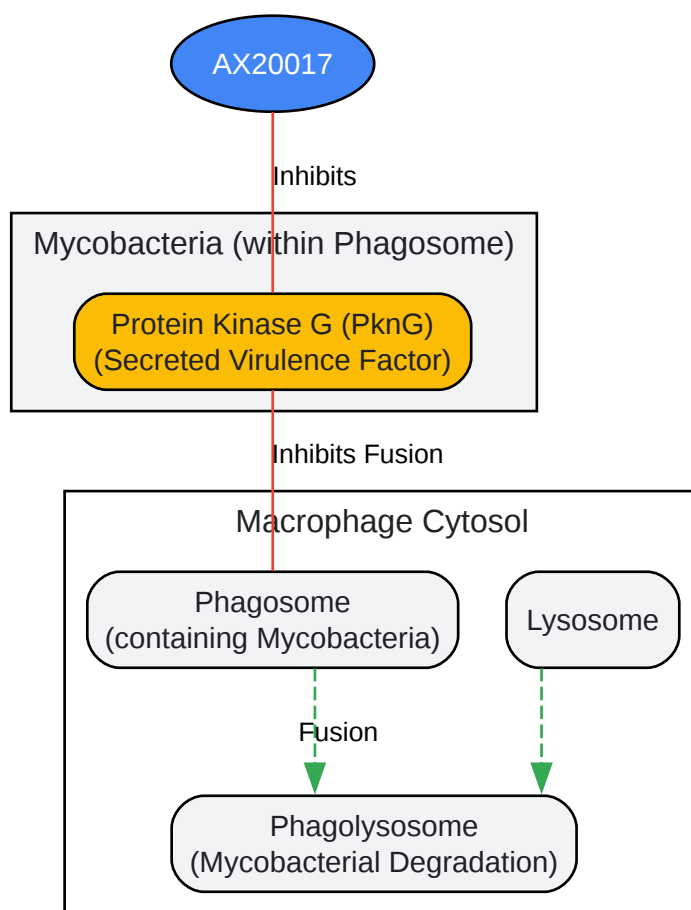 AX20017
Inhibits
Mycobacteria (within Phagosome)
Protein Kinase G (PknG)
(Secreted Virulence Factor)
Inhibits Fusion
Macrophage Cytosol
Phagosome
(containing Mycobacteria)
Lysosome
Fusion
Phagolysosome
(Mycobacterial Degradation)